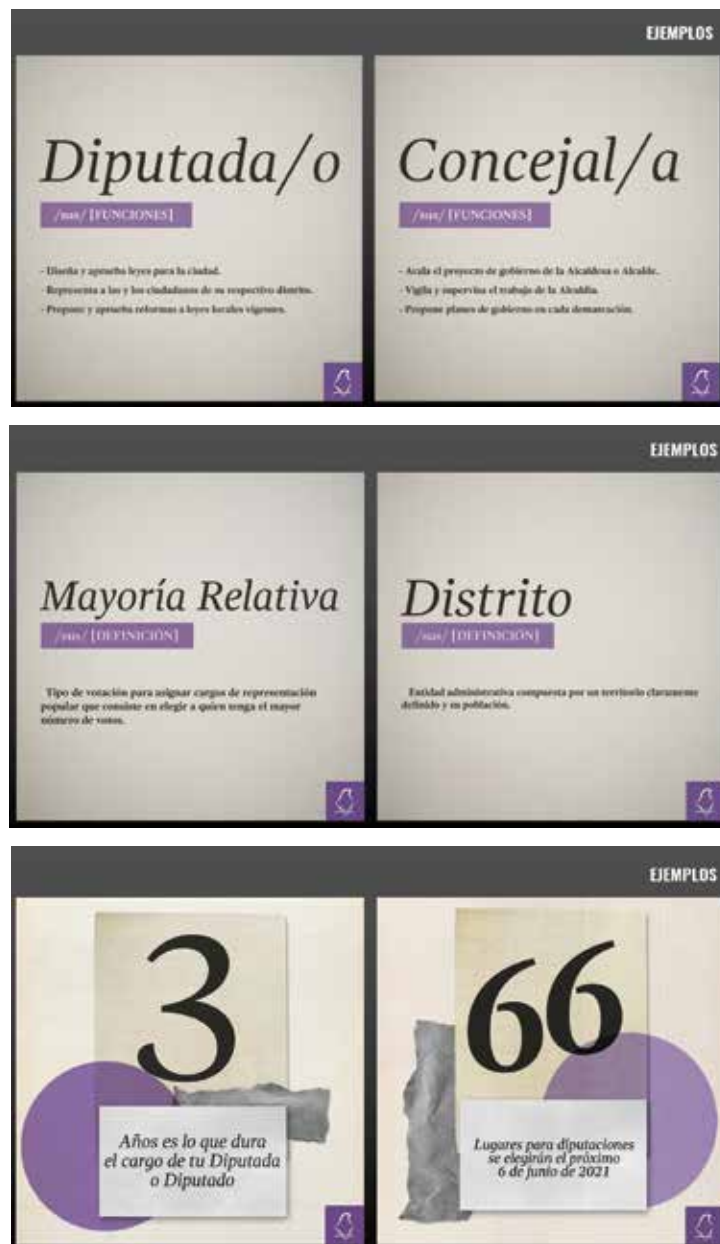 EJEMPLOS
Diputada/o
/sus/ [FUNCIONES]
- Diseña y aprueba leyes para la ciudad.
- Representa a las y los ciudadanos de su respectivo distrito.
- Propone y aprueba reformas a leyes locales vigentes.
Concejal/a
/sus/ [FUNCIONES]
- Avala el proyecto de gobierno de la Alcaldesa o Alcalde.
- Vigila y supervisa el trabajo de la Alcaldía.
- Propone planes de gobierno en cada demarcación.
EJEMPLOS
Mayoría Relativa
/sus/ [DEFINICIÓN]
Tipo de votación para asignar cargos de representación
popular que consiste en elegir a quien tenga el mayor
número de votos.
Distrito
/sus/ [DEFINICIÓN]
Entidad administrativa compuesta por un territorio claramente
definido y su población.
EJEMPLOS
3
Años es lo que dura
el cargo de tu Diputada
o Diputado
66
Lugares para diputaciones
se elegirán el próximo
6 de junio de 2021